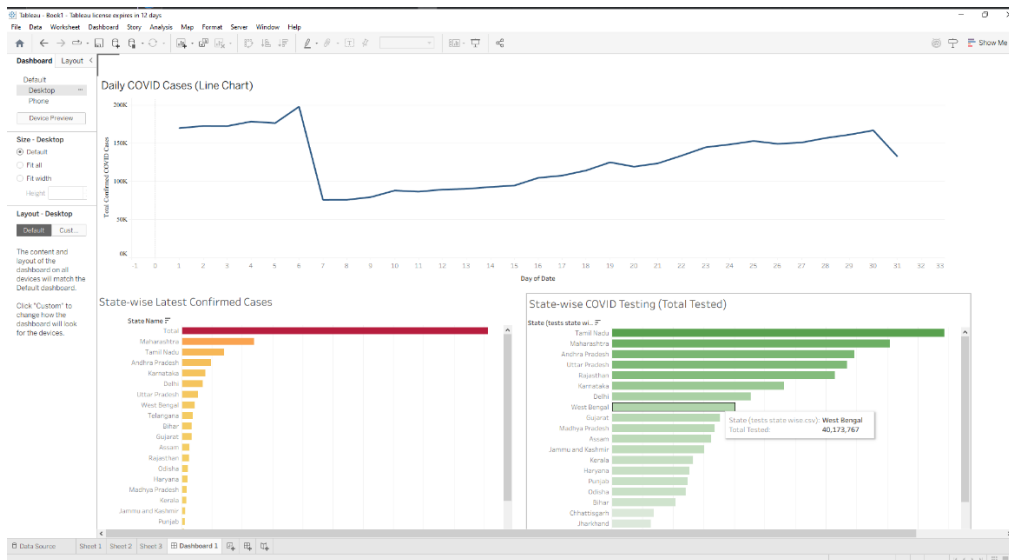 Tableau - Book1 - Tableau license expires in 12 days
File Data Worksheet Dashboard Story Analysis Map Format Server Window Help
Show Me
Dashboard Layout
Default
Desktop
Phone
Device Preview
Size - Desktop
Default
Fit all
Fit width
Height
Layout - Desktop
Default Cust...
The content and
layout of the
dashboard on all
devices will match the
Default dashboard.
Click "Custom" to
change how the
dashboard will look
for the devices.
Daily COVID Cases (Line Chart)
Total Confirmed COVID Cases
200K
150K
100K
50K
0K
-1 0 1 2 3 4 5 6 7 8 9 10 11 12 13 14 15 16 17 18 19 20 21 22 23 24 25 26 27 28 29 30 31 32 33
Day of Date
State-wise Latest Confirmed Cases
State Name
Total
Maharashtra
Tamil Nadu
Andhra Pradesh
Karnataka
Delhi
Uttar Pradesh
West Bengal
Telangana
Bihar
Gujarat
Assam
Rajasthan
Odisha
Haryana
Madhya Pradesh
Kerala
Jammu and Kashmir
Punjab
State-wise COVID Testing (Total Tested)
State (tests state wi..
Tamil Nadu
Maharashtra
Andhra Pradesh
Uttar Pradesh
Rajasthan
Karnataka
Delhi
West Bengal
Gujarat
Madhya Pradesh
Assam
Jammu and Kashmir
Kerala
Haryana
Punjab
Odisha
Bihar
Chhattisgarh
Jharkhand
State (tests state wise.csv): West Bengal
Total Tested: 40,173,767
Data Source Sheet 1 Sheet 2 Sheet 3 Dashboard 1